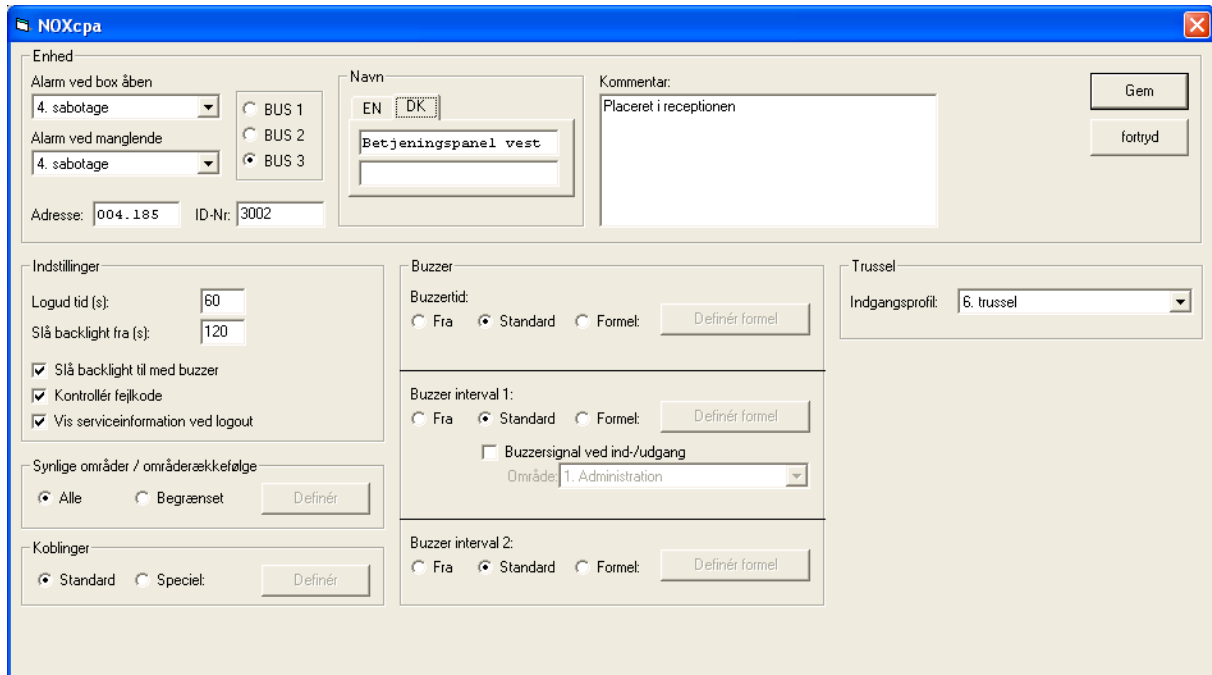 NOXcpa
Enhed
Alarm ved box åben
4. sabotage
Alarm ved manglende
4. sabotage
BUS 1
BUS 2
BUS 3
Adresse: 004.185 ID-Nr: 3002
Navn
EN DK
Betjeningspanel vest
Kommentar:
Placeret i receptionen
Gem
fortryd
Indstillinger
Logud tid (s): 60
Slå backlight fra (s): 120
Slå backlight til med buzzer
Kontrollér fejlkode
Vis serviceinformation ved logout
Synlige områder / områderækkefølge
Alle Begrænset Definér
Koblinger
Standard Speciel: Definér
Buzzer
Buzzertid:
Fra Standard Formel: Definér formel
Buzzer interval 1:
Fra Standard Formel: Definér formel
Buzzersignal ved ind-/udgang
Område: 1. Administration
Buzzer interval 2:
Fra Standard Formel: Definér formel
Trussel
Indgangsprofil: 6. trussel